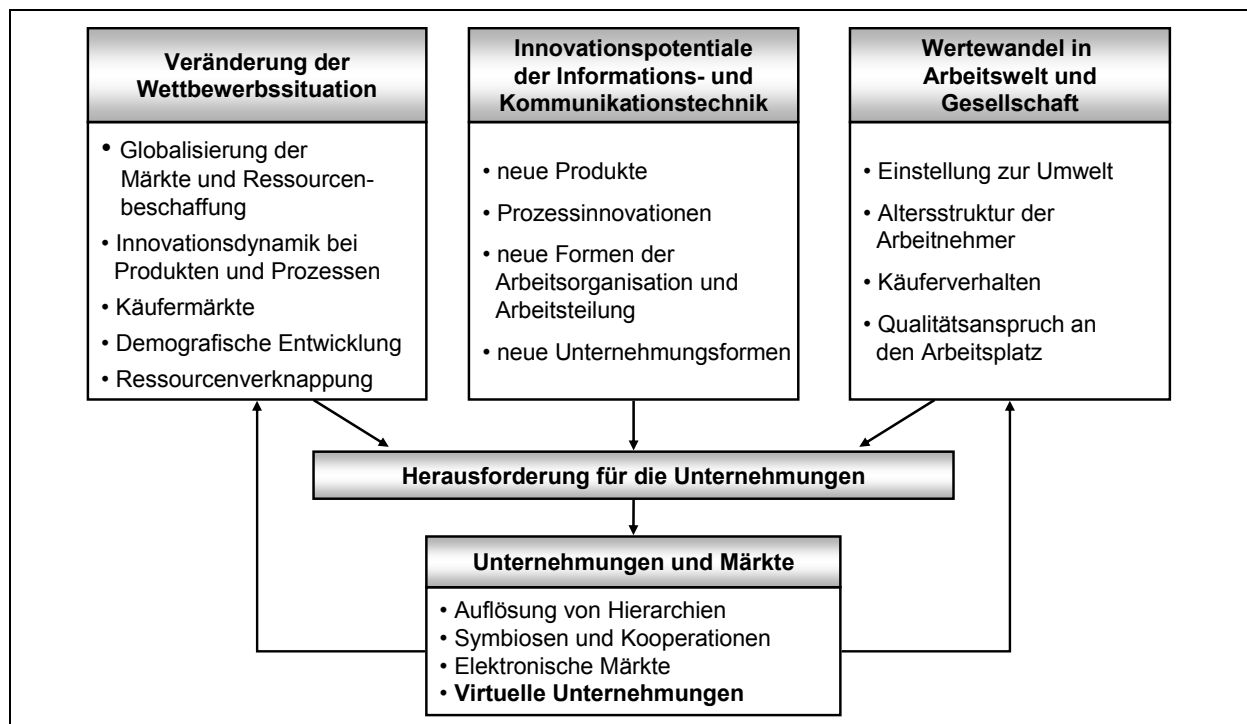 Veränderung der
Wettbewerbssituation
• Globalisierung der
Märkte und Ressourcen-
beschaffung
• Innovationsdynamik bei
Produkten und Prozessen
• Käufermärkte
• Demografische Entwicklung
• Ressourcenverknappung
Innovationspotentiale
der Informations- und
Kommunikationstechnik
• neue Produkte
• Prozessinnovationen
• neue Formen der
Arbeitsorganisation und
Arbeitsteilung
• neue Unternehmungsformen
Wertewandel in
Arbeitswelt und
Gesellschaft
• Einstellung zur Umwelt
• Altersstruktur der
Arbeitnehmer
• Käuferverhalten
• Qualitätsanspruch an
den Arbeitsplatz
Herausforderung für die Unternehmungen
Unternehmungen und Märkte
• Auflösung von Hierarchien
• Symbiosen und Kooperationen
• Elektronische Märkte
• Virtuelle Unternehmungen